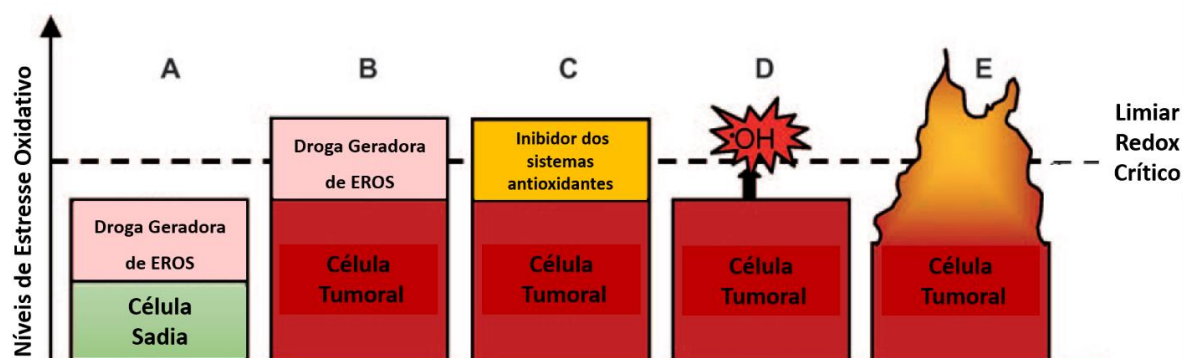 Níveis de Estresse Oxidativo
A
B
C
D
E
Droga Geradora
de EROS
Célula
Sadia
Droga Geradora
de EROS
Célula
Tumoral
Inibidor dos
sistemas
antioxidantes
Célula
Tumoral
·OH
Célula
Tumoral
Célula
Tumoral
Limiar
Redox
Crítico